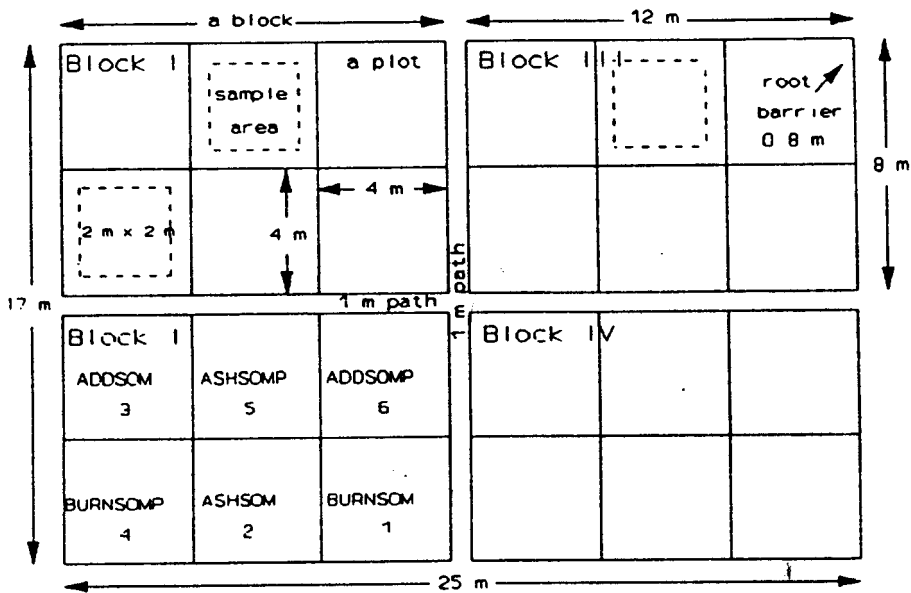 a block
12 m
Block I
a plot
Block III
sample
area
root
barrier
0 8 m
8 m
2 m x 2 m
4 m
4 m
17 m
1 m path
1 m path
Block I
Block IV
ADDSOM
3
ASHSOMP
5
ADDSOMP
6
BURNSOMP
4
ASHSOM
2
BURNSOM
1
25 m